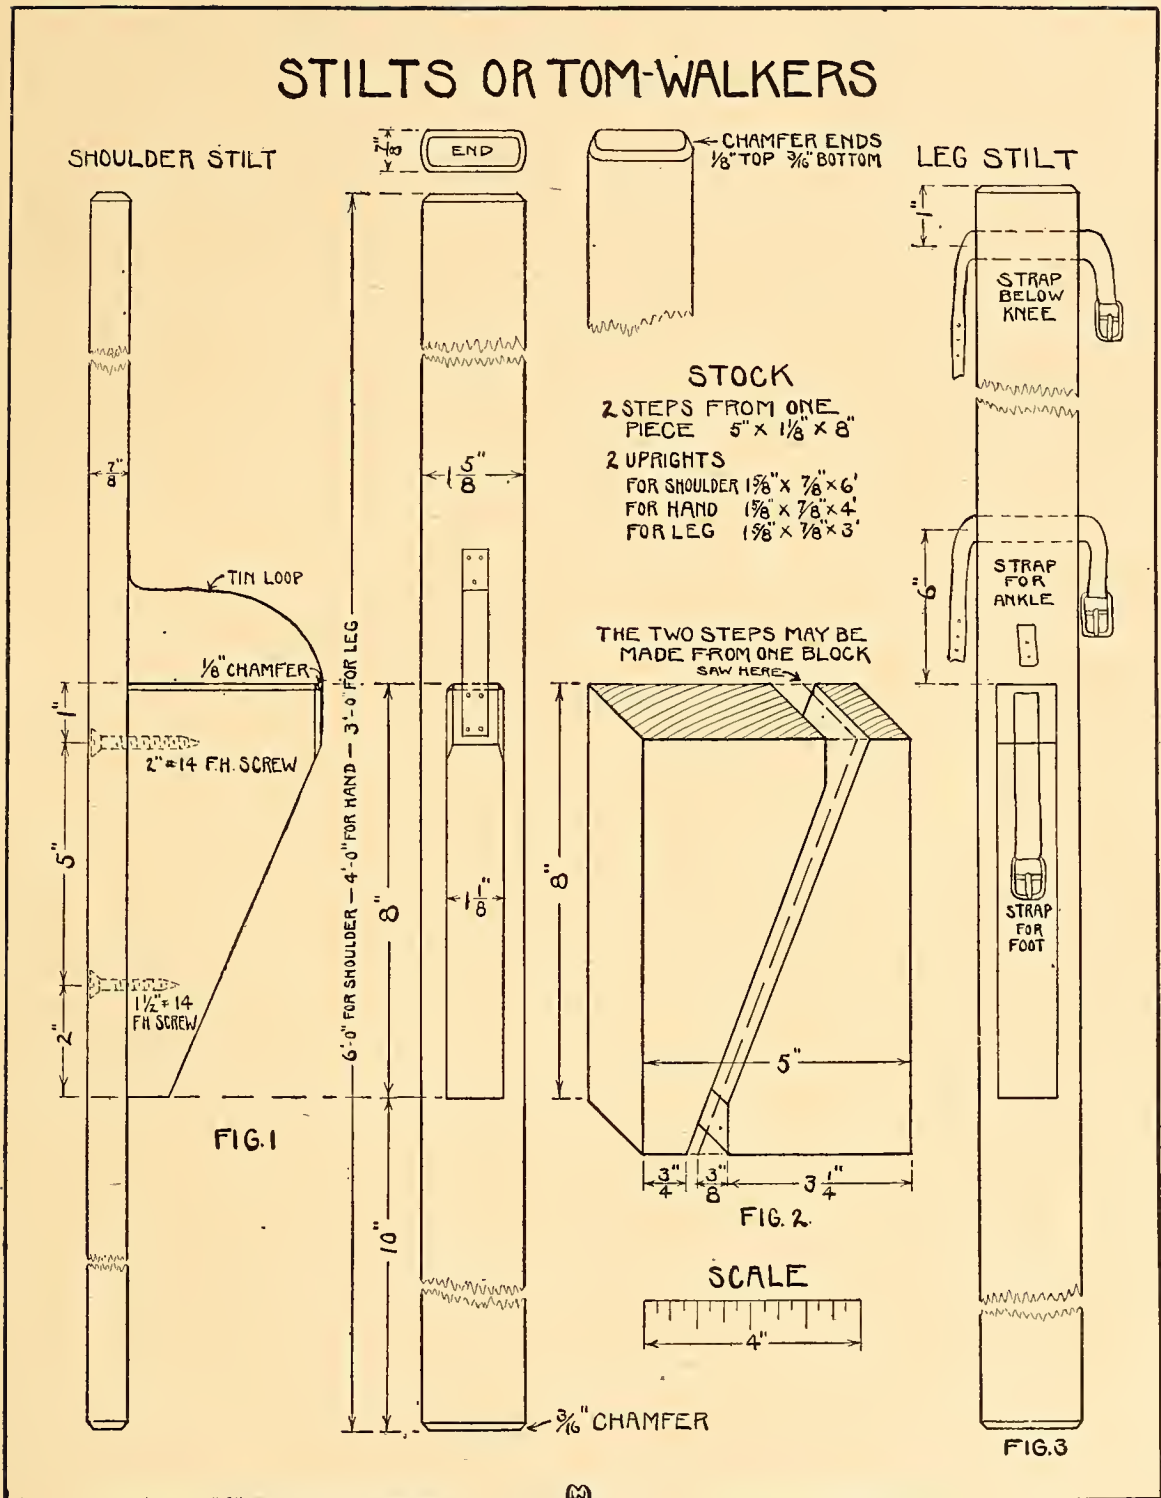 STILTS OR TOM-WALKERS
SHOULDER STILT
7/8"
END
CHAMFER ENDS
1/8" TOP 3/16" BOTTOM
LEG STILT
1"
STRAP
BELOW
KNEE
STOCK
2 STEPS FROM ONE
PIECE 5" X 1 1/8" X 8"
2 UPRIGHTS
FOR SHOULDER 1 5/8" X 7/8" X 6'
FOR HAND 1 5/8" X 7/8" X 4'
FOR LEG 1 5/8" X 7/8" X 3'
7/8"
1 5/8"
TIN LOOP
1/8" CHAMFER
1"
2" #14 F.H. SCREW
5"
1 1/2" #14
FH SCREW
2"
FIG. 1
6'-0" FOR SHOULDER — 4'-0" FOR HAND — 3'-0" FOR LEG
8"
1 1/8"
10"
3/16" CHAMFER
THE TWO STEPS MAY BE
MADE FROM ONE BLOCK
SAW HERE
8"
5"
3/4"
3/8"
3 1/4"
FIG. 2.
SCALE
4"
6"
STRAP
FOR
ANKLE
STRAP
FOR
FOOT
FIG. 3